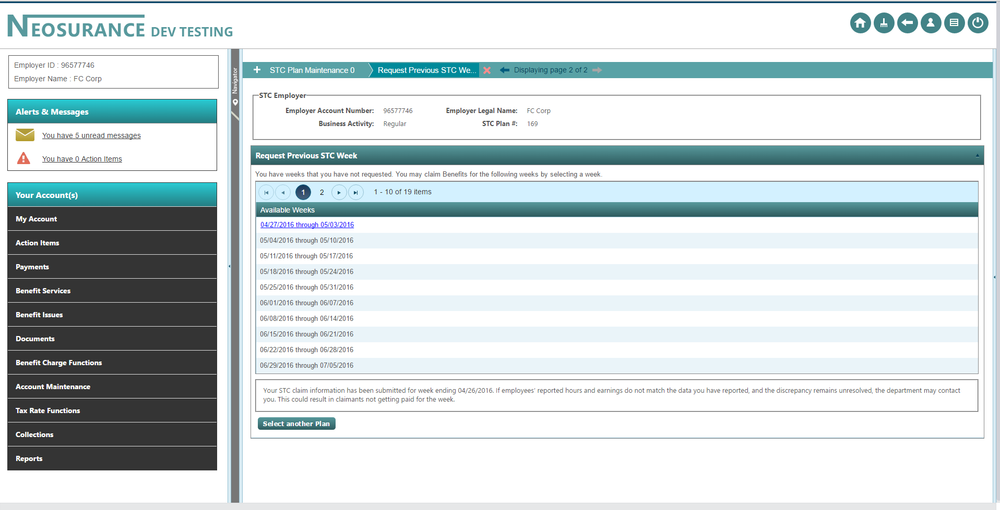 NEOSURANCE DEV TESTING
Employer ID : 96577746
Employer Name : FC Corp
Alerts & Messages
You have 5 unread messages
You have 0 Action Items
Your Account(s)
My Account
Action Items
Payments
Benefit Services
Benefit Issues
Documents
Benefit Charge Functions
Account Maintenance
Tax Rate Functions
Collections
Reports
Navigator
STC Plan Maintenance 0
Request Previous STC We...
Displaying page 2 of 2
STC Employer
Employer Account Number: 96577746 Employer Legal Name: FC Corp
Business Activity: Regular STC Plan #: 169
Request Previous STC Week
You have weeks that you have not requested. You may claim Benefits for the following weeks by selecting a week.
1 2 1 - 10 of 19 items
Available Weeks
04/27/2016 through 05/03/2016
05/04/2016 through 05/10/2016
05/11/2016 through 05/17/2016
05/18/2016 through 05/24/2016
05/25/2016 through 05/31/2016
06/01/2016 through 06/07/2016
06/08/2016 through 06/14/2016
06/15/2016 through 06/21/2016
06/22/2016 through 06/28/2016
06/29/2016 through 07/05/2016
Your STC claim information has been submitted for week ending 04/26/2016. If employees' reported hours and earnings do not match the data you have reported, and the discrepancy remains unresolved, the department may contact
you. This could result in claimants not getting paid for the week.
Select another Plan